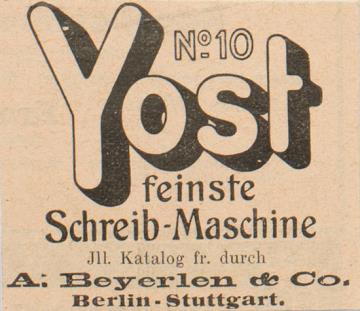 No 10
Yost
feinste
Schreib-Maschine
Jll. Katalog fr. durch
A. Beyerlen & Co.
Berlin-Stuttgart.